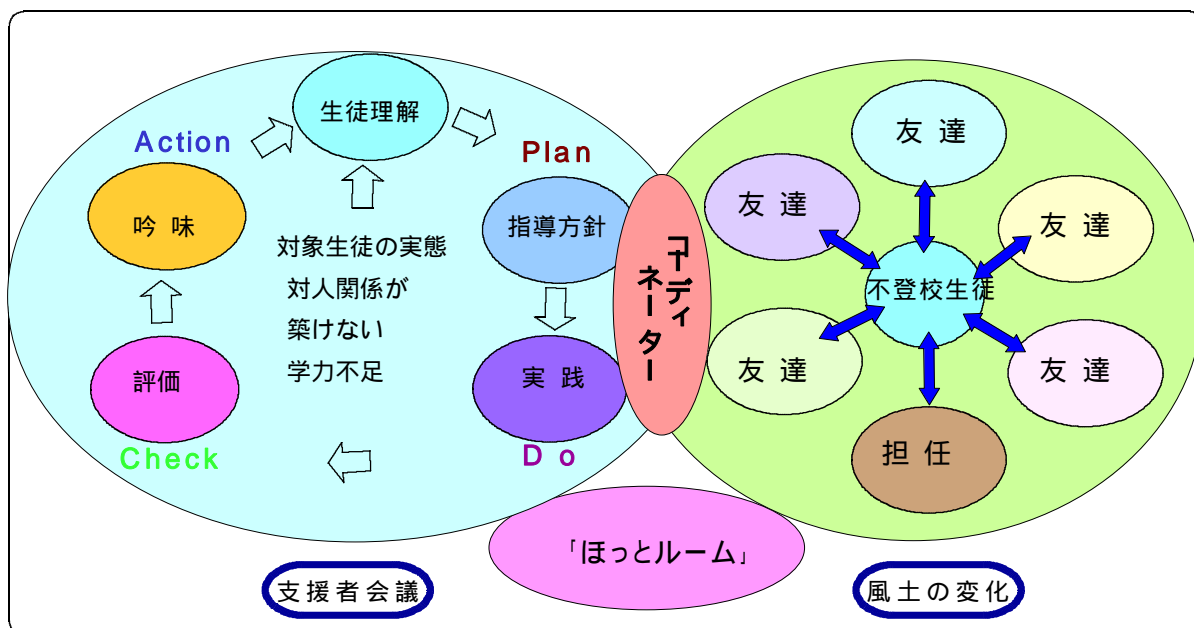 生徒理解
Action
Plan
吟味
指導方針
対象生徒の実態
対人関係が
築けない
学力不足
評価
実践
Check
Do
コーディ
ネーター
友達
友達
友達
不登校生徒
友達
友達
担任
「ほっとルーム」
支援者会議
風土の変化